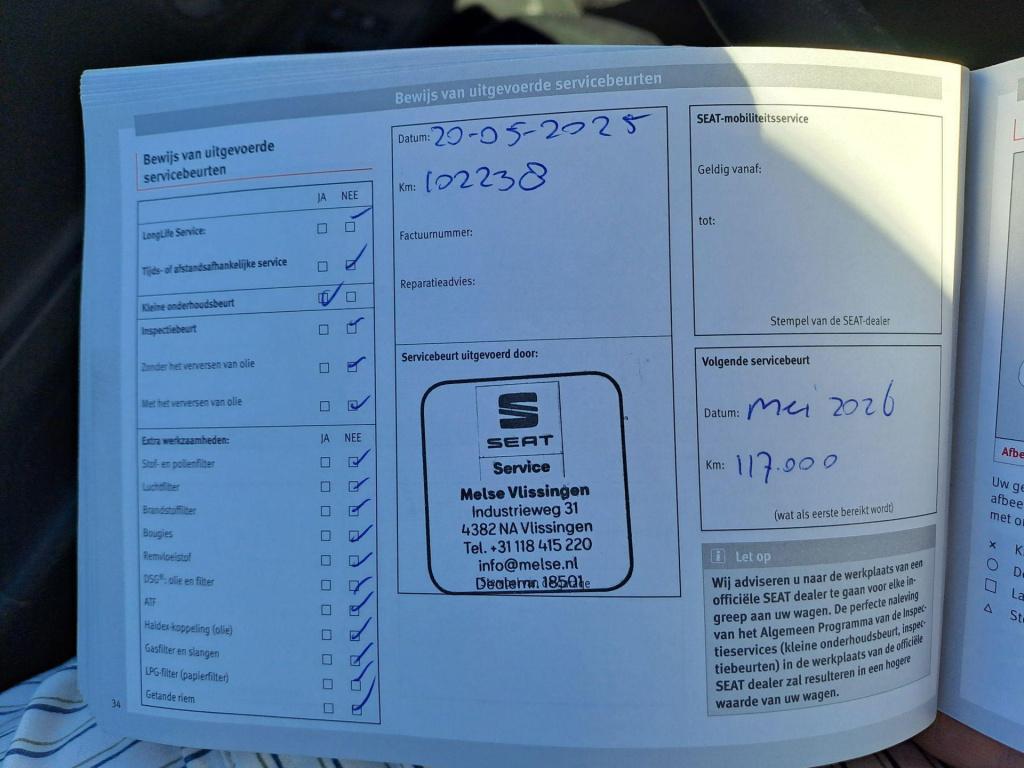 Bewijs van uitgevoerde servicebeurten
Bewijs van uitgevoerde
servicebeurten
JA NEE
LongLife Service:
Tijds- of afstandsafhankelijke service
Kleine onderhoudsbeurt
Inspectiebeurt
Zonder het verversen van olie
Met het verversen van olie
Extra werkzaamheden: JA NEE
Stof- en pollenfilter
Luchtfilter
Brandstoffilter
Bougies
Remvloeistof
DSG®: olie en filter
ATF
Haldex-koppeling (olie)
Gasfilter en slangen
LPG-filter (papierfilter)
Getande riem
34
Datum: 20-05-2025
Km: 102238
Factuurnummer:
Reparatieadvies:
Servicebeurt uitgevoerd door:
SEAT
Service
Melse Vlissingen
Industrieweg 31
4382 NA Vlissingen
Tel. +31 118 415 220
info@melse.nl
Dealernr. 18501
SEAT-mobiliteitsservice
Geldig vanaf:
tot:
Stempel van de SEAT-dealer
Volgende servicebeurt
Datum: mei 2026
Km: 117.000
(wat als eerste bereikt wordt)
i Let op
Wij adviseren u naar de werkplaats van een
officiële SEAT dealer te gaan voor elke in-
greep aan uw wagen. De perfecte naleving
van het Algemeen Programma van de Inspec-
tieservices (kleine onderhoudsbeurt, inspec-
tiebeurten) in de werkplaats van de officiële
SEAT dealer zal resulteren in een hogere
waarde van uw wagen.
Afbe
Uw ge
afbee
met o
K
D
La
St